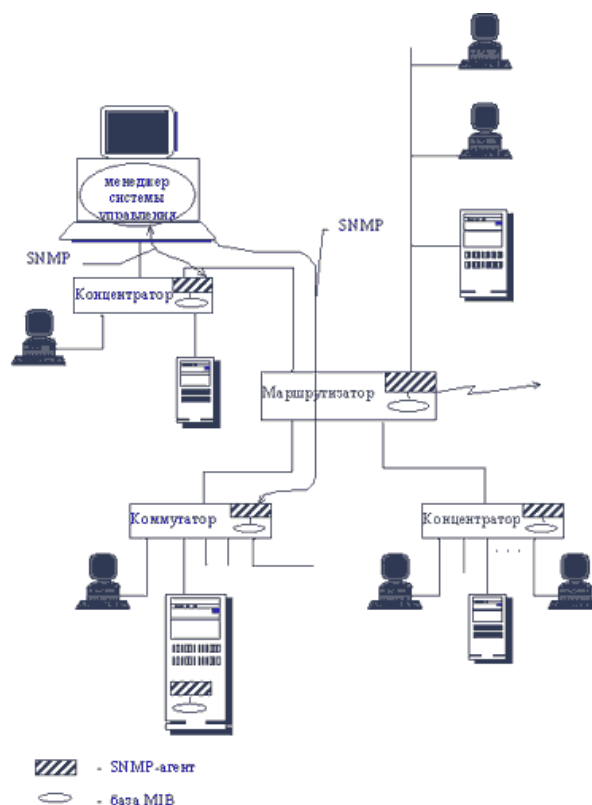 менеджер
системы
управления
SNMP
SNMP
Концентратор
Маршрутизатор
Коммутатор
Концентратор
. . .
- SNMP-агент
- база MIB